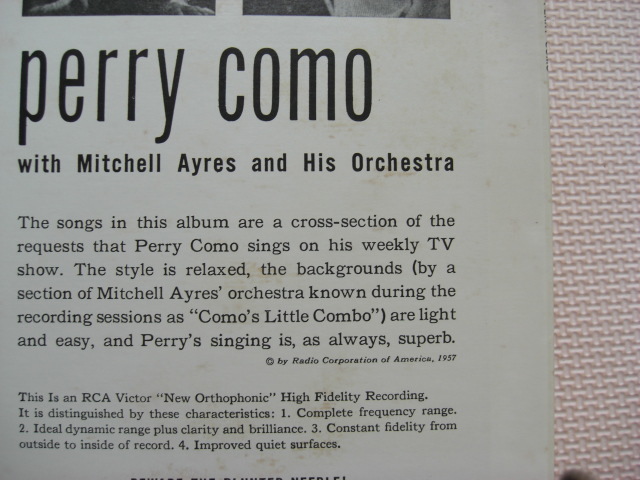 perry como
with Mitchell Ayres and His Orchestra
The songs in this album are a cross-section of the
requests that Perry Como sings on his weekly TV
show. The style is relaxed, the backgrounds (by a
section of Mitchell Ayres' orchestra known during the
recording sessions as “Como's Little Combo”) are light
and easy, and Perry's singing is, as always, superb.
© by Radio Corporation of America, 1957
This Is an RCA Victor “New Orthophonic” High Fidelity Recording.
It is distinguished by these characteristics: 1. Complete frequency range.
2. Ideal dynamic range plus clarity and brilliance. 3. Constant fidelity from
outside to inside of record. 4. Improved quiet surfaces.
BEWARE THE BLUNTED NEEDLE!